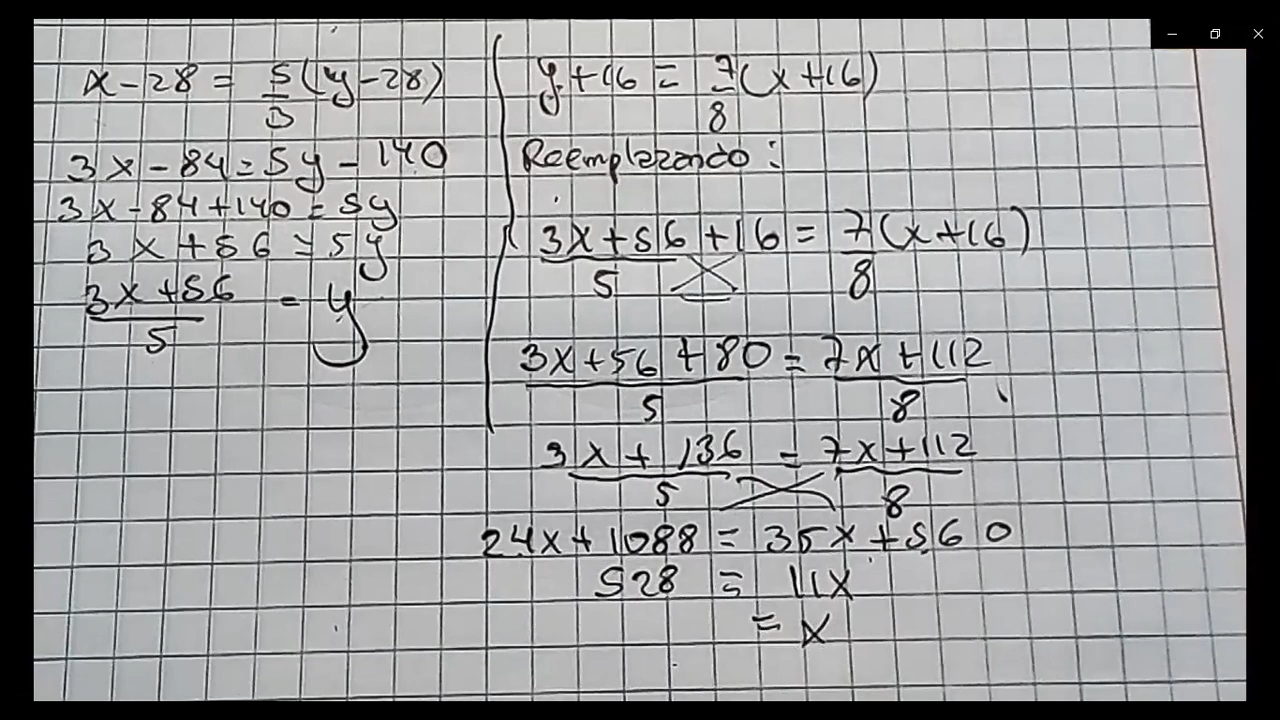 x - 28 = 5/3 (y - 28)
3x - 84 = 5y - 140
3x - 84 + 140 = 5y
3x + 56 = 5y
(3x + 56)/5 = y
y + 16 = 7/8 (x + 16)
Reemplazando:
(3x + 56)/5 + 16 = 7/8 (x + 16)
(3x + 56 + 80)/5 = (7x + 112)/8
(3x + 136)/5 = (7x + 112)/8
24x + 1088 = 35x + 560
528 = 11x
= x